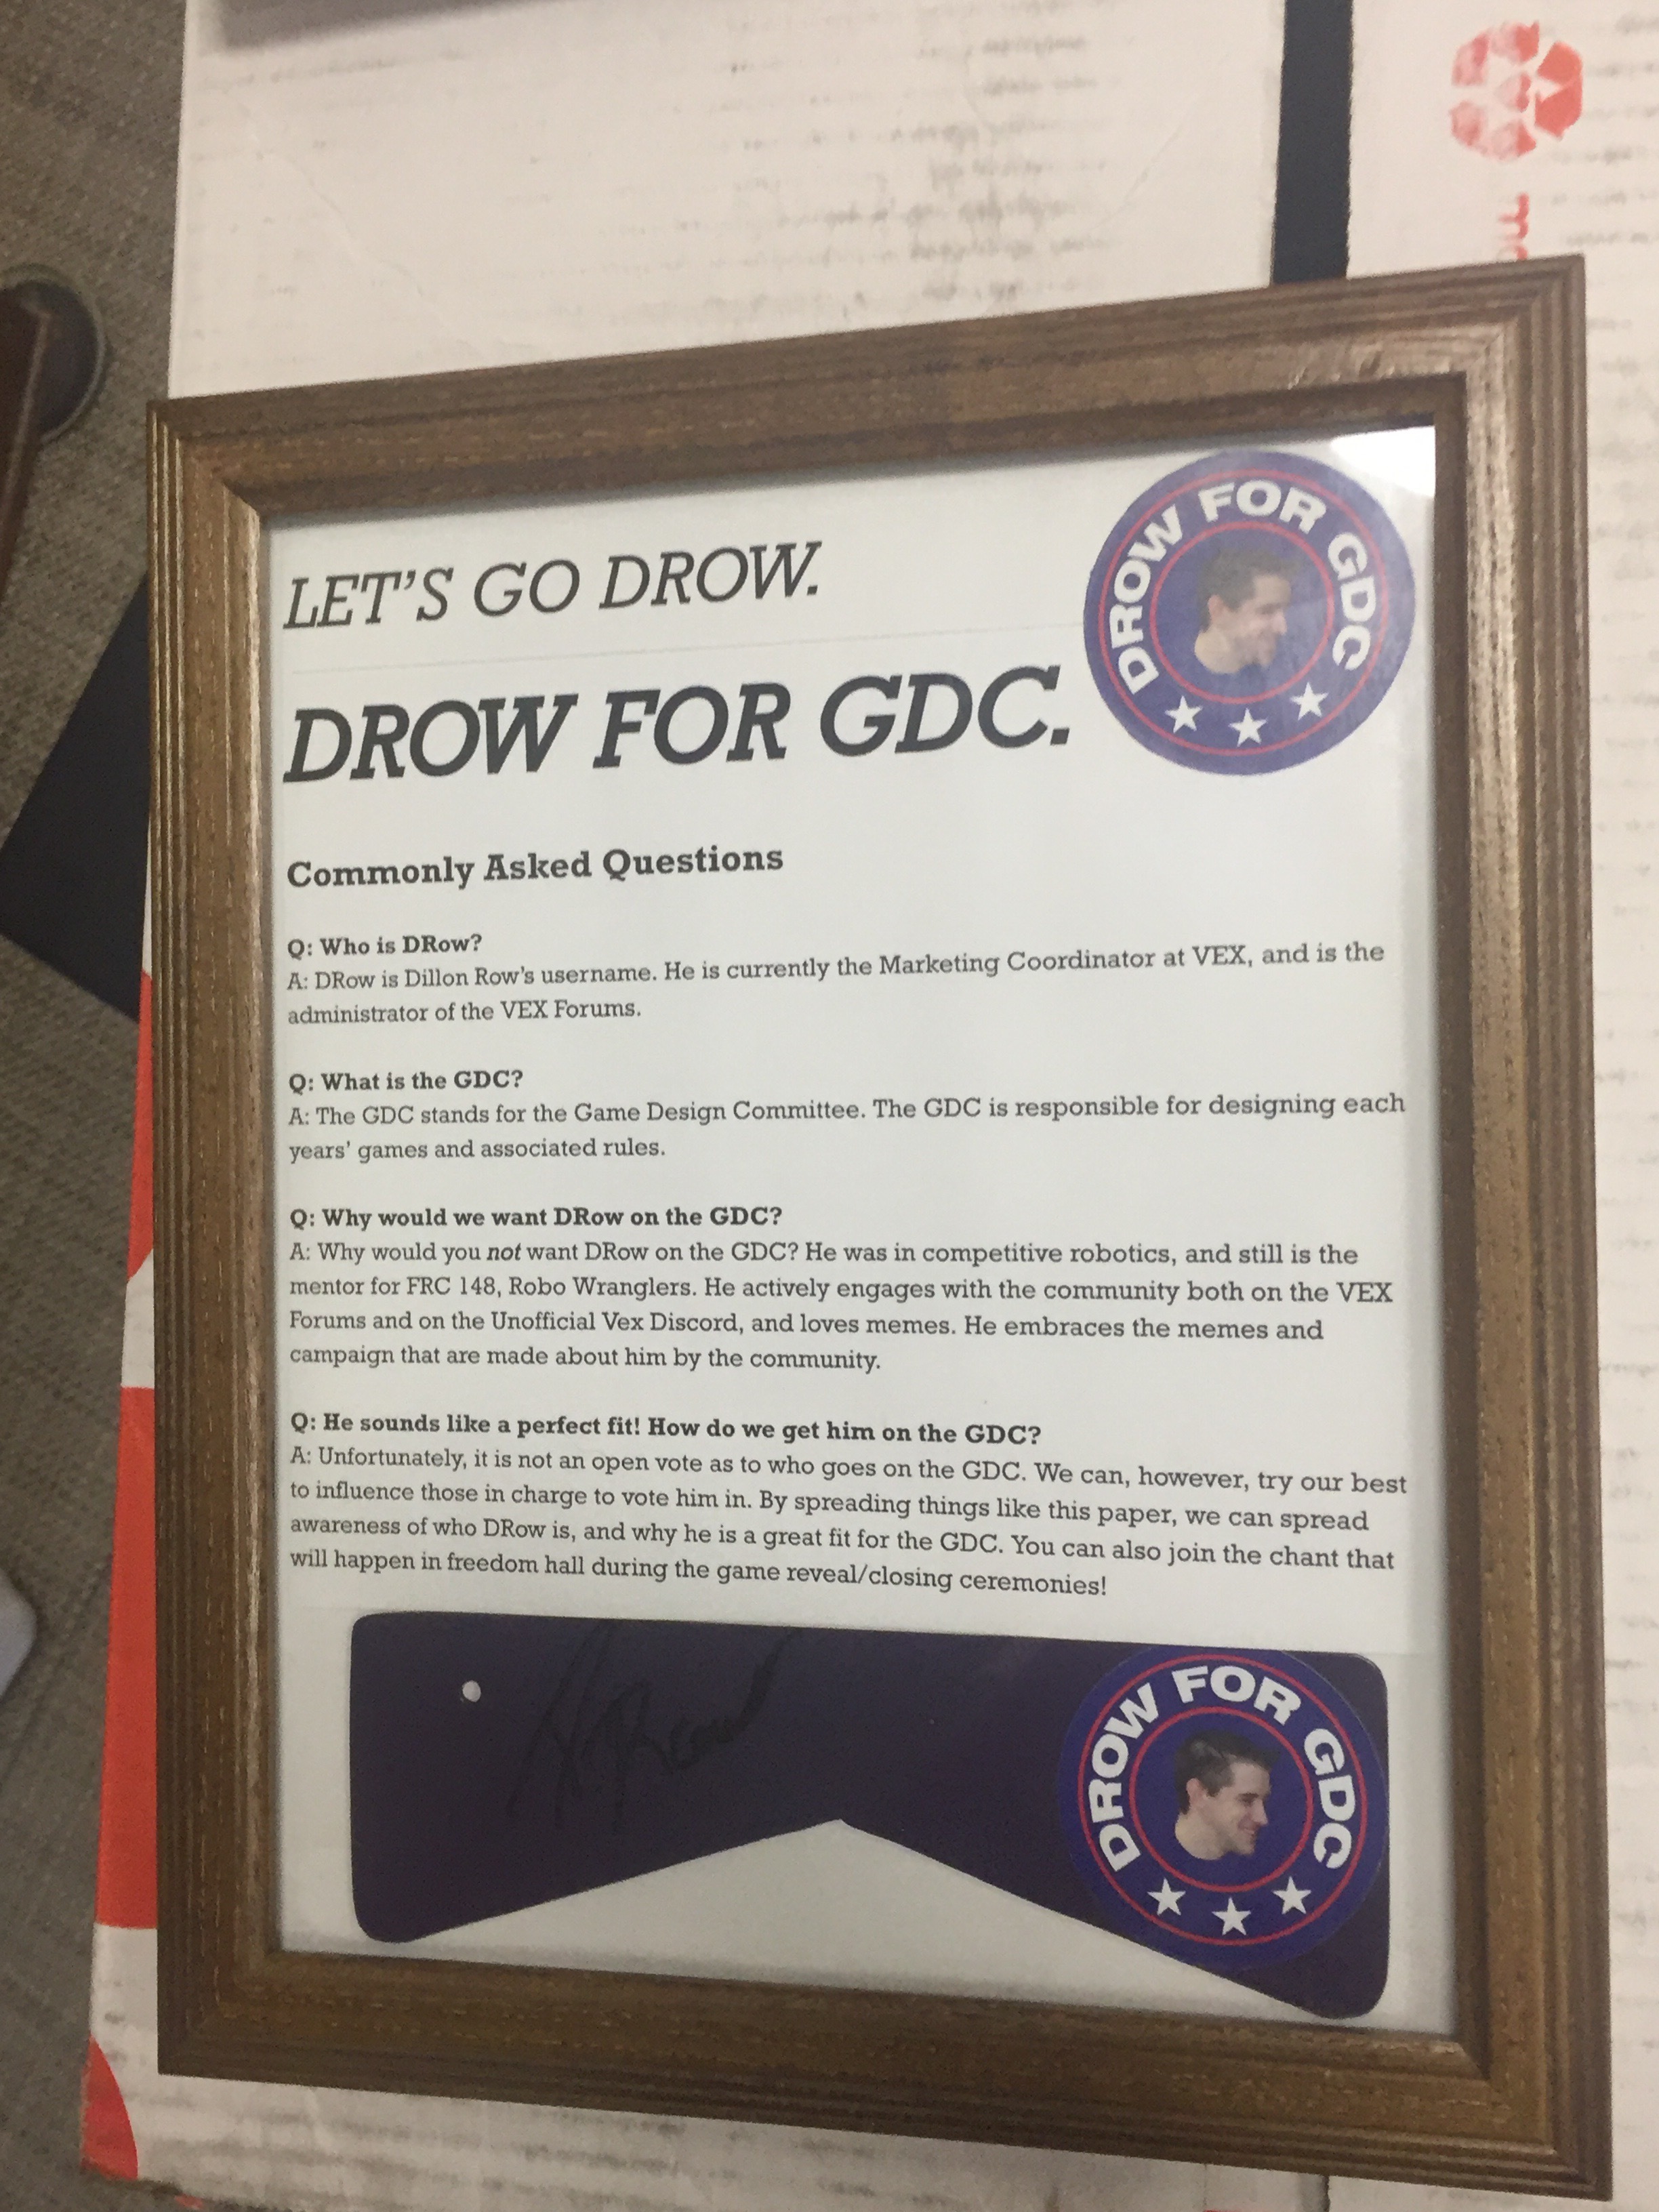 LET'S GO DROW.
DROW FOR GDC
DROW FOR GDC.
Commonly Asked Questions
Q: Who is DRow?
A: DRow is Dillon Row's username. He is currently the Marketing Coordinator at VEX, and is the
administrator of the VEX Forums.
Q: What is the GDC?
A: The GDC stands for the Game Design Committee. The GDC is responsible for designing each
years' games and associated rules.
Q: Why would we want DRow on the GDC?
A: Why would you not want DRow on the GDC? He was in competitive robotics, and still is the
mentor for FRC 148, Robo Wranglers. He actively engages with the community both on the VEX
Forums and on the Unofficial Vex Discord, and loves memes. He embraces the memes and
campaign that are made about him by the community.
Q: He sounds like a perfect fit! How do we get him on the GDC?
A: Unfortunately, it is not an open vote as to who goes on the GDC. We can, however, try our best
to influence those in charge to vote him in. By spreading things like this paper, we can spread
awareness of who DRow is, and why he is a great fit for the GDC. You can also join the chant that
will happen in freedom hall during the game reveal/closing ceremonies!
DROW FOR GDC